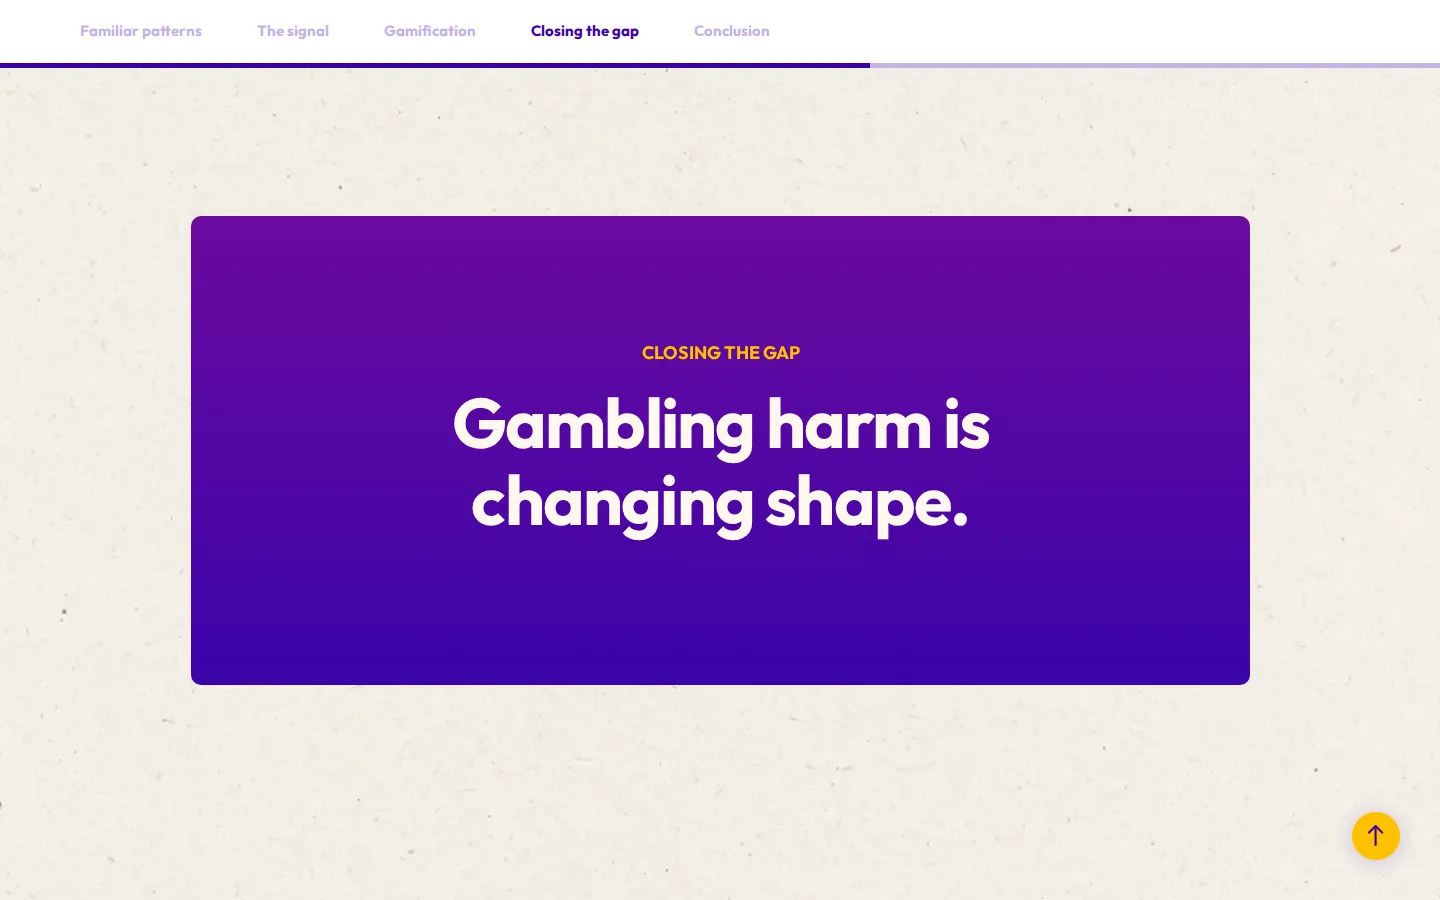 Familiar patterns
The signal
Gamification
Closing the gap
Conclusion
CLOSING THE GAP
Gambling harm is
changing shape.